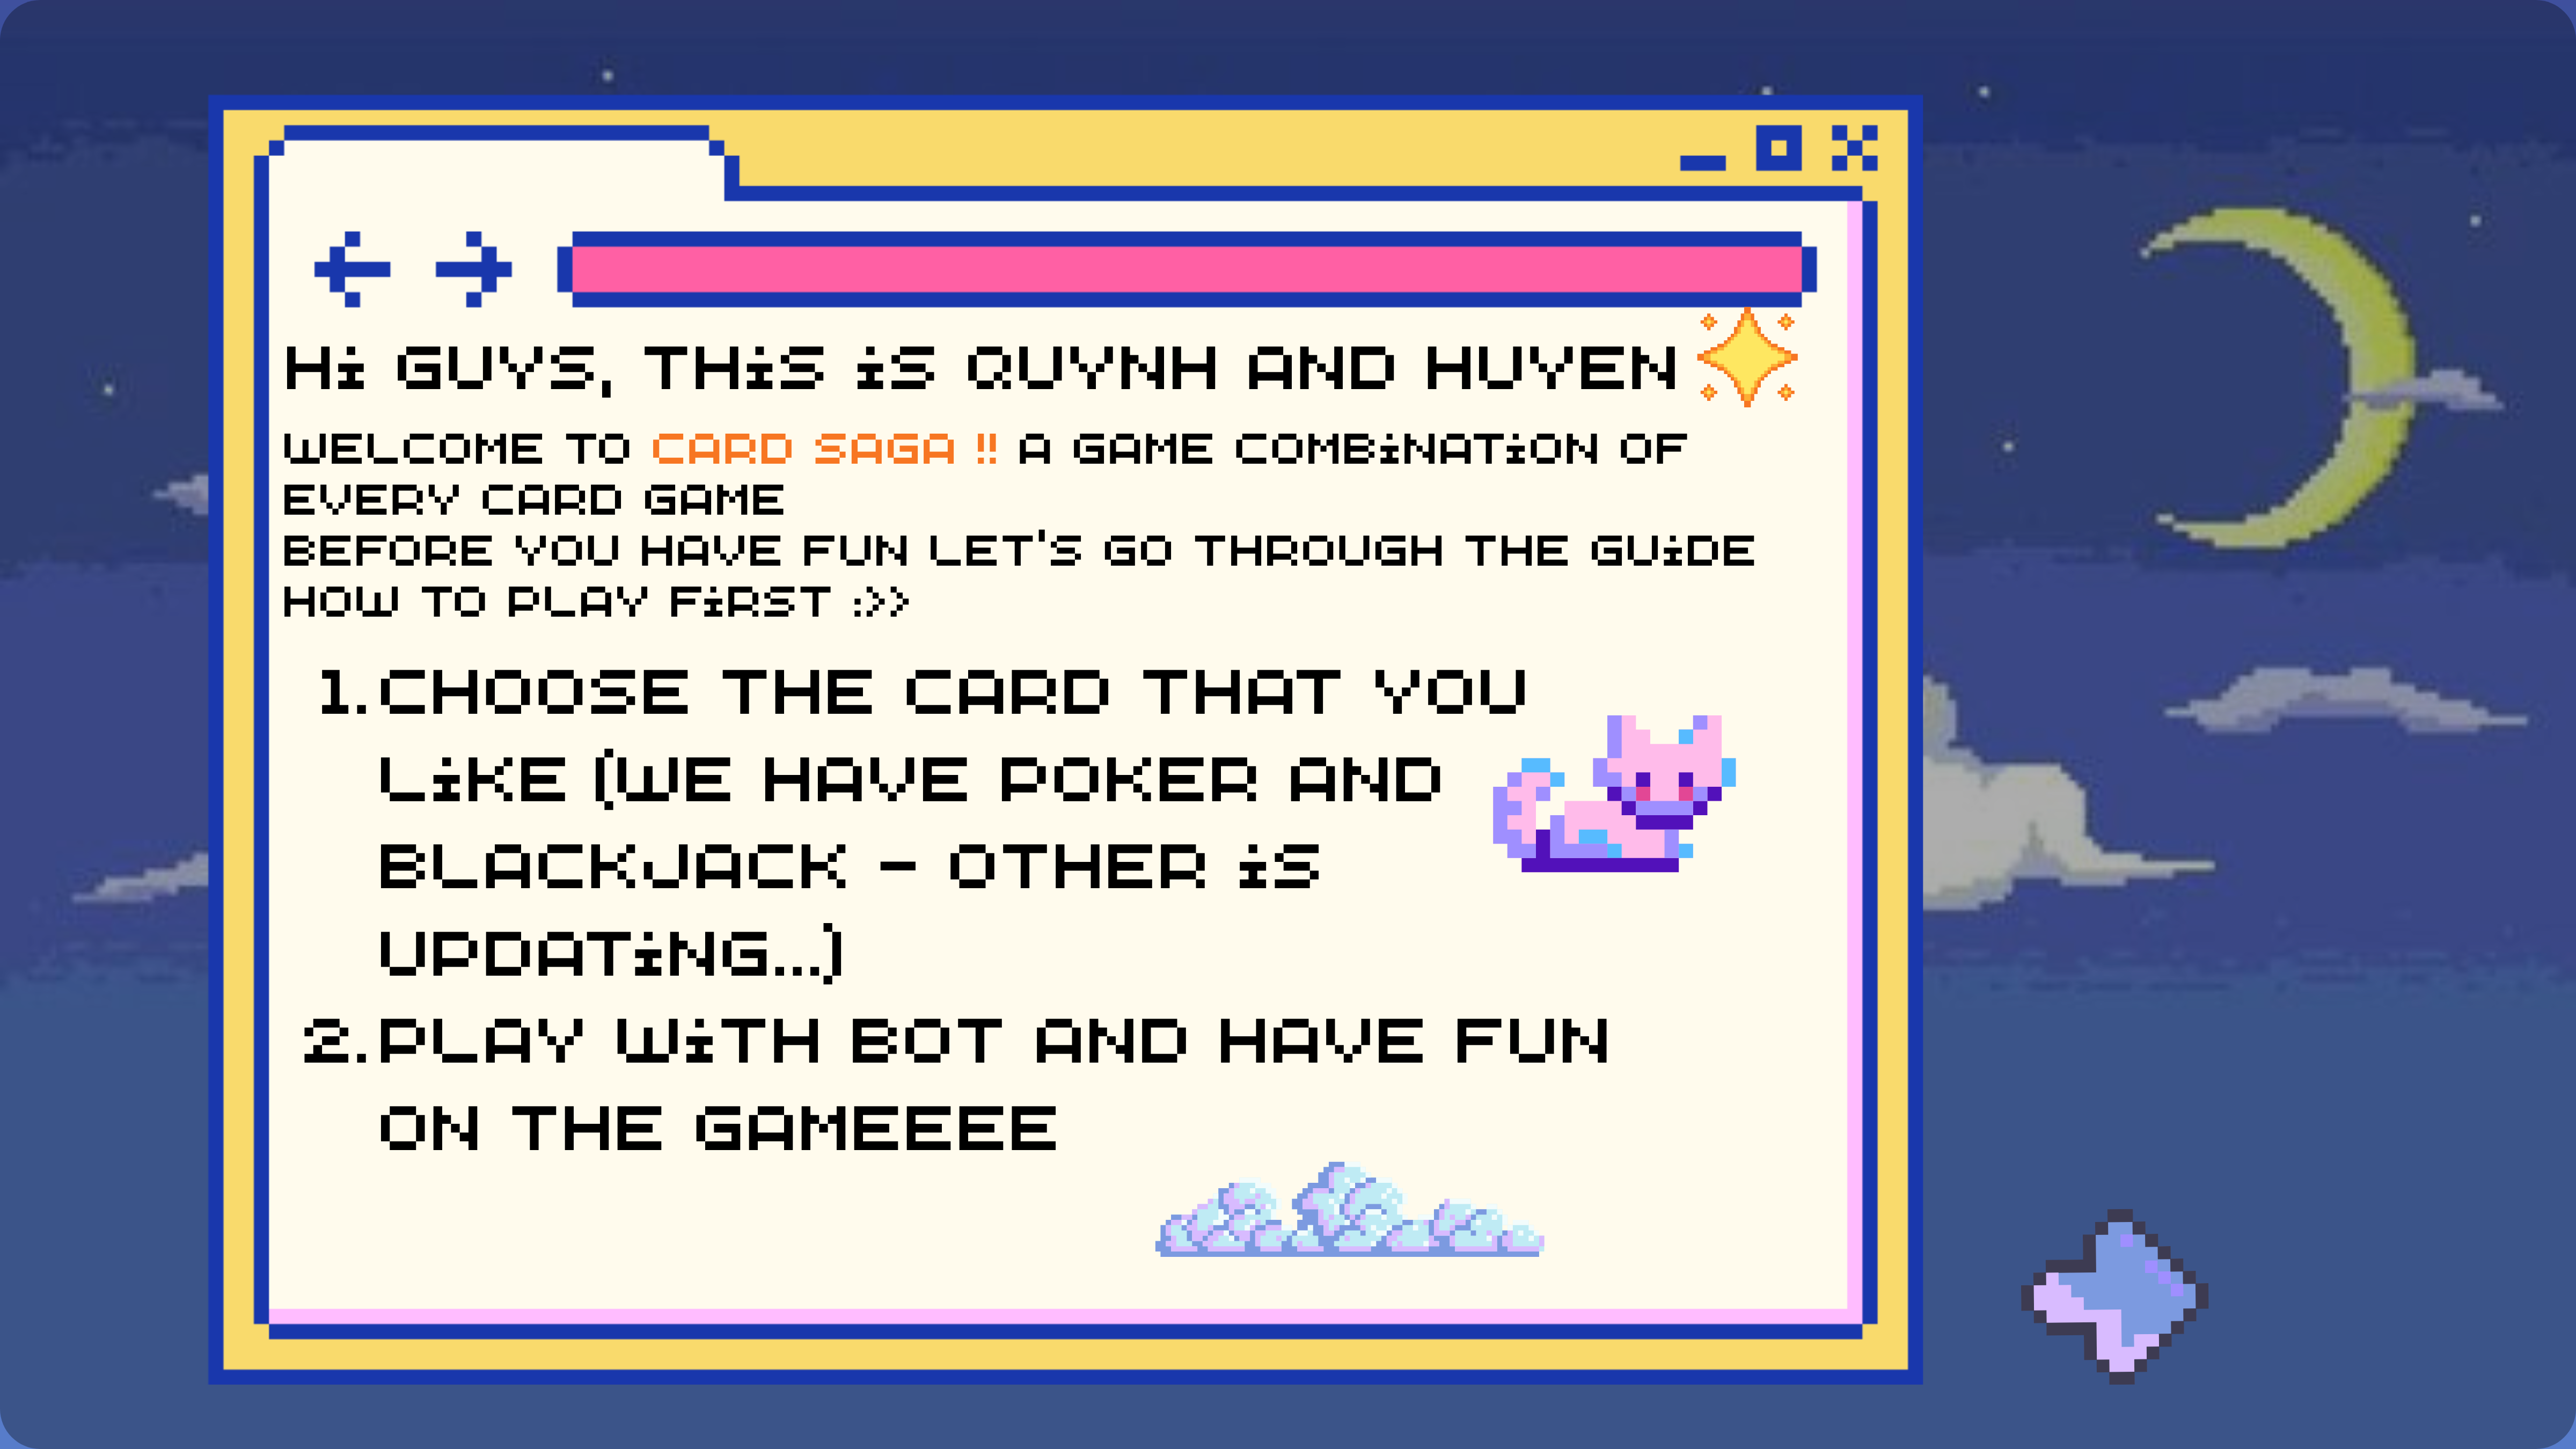 Hi GUYS, THiS iS QUYNH AND HUYEN
WELCOME TO CARD SAGA !! A GAME COMBiNATiON OF
EVERY CARD GAME
BEFORE YOU HAVE FUN LET'S GO THROUGH THE GUiDE
HOW TO PLAY FiRST :>>
1. CHOOSE THE CARD THAT YOU
LiKE (WE HAVE POKER AND
BLACKJACK - OTHER iS
UPDATiNG...)
2. PLAY WiTH BOT AND HAVE FUN
ON THE GAMEEEE